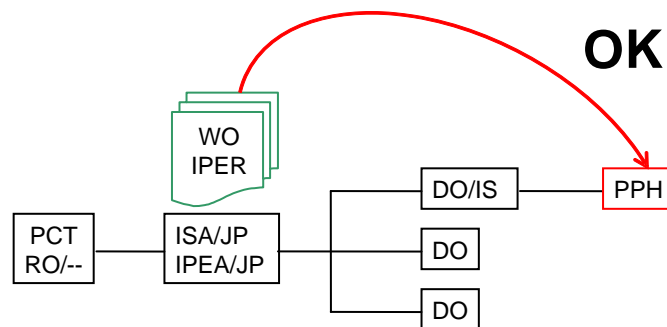 OK
WO
IPER
DO/IS
PPH
PCT
RO/--
ISA/JP
IPEA/JP
DO
DO